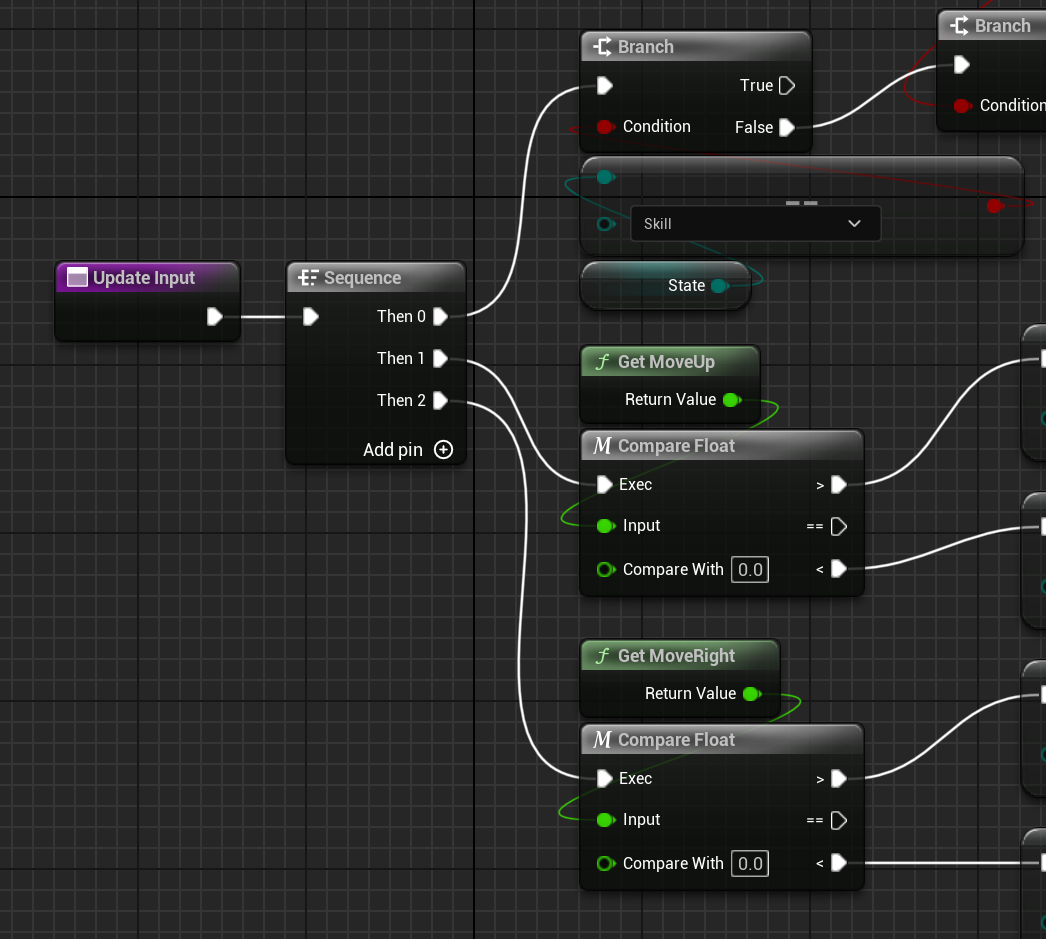 Branch
True
Condition
False
Branch
Condition
==
Skill
State
Update Input
Sequence
Then 0
Then 1
Then 2
Add pin
f Get MoveUp
Return Value
M Compare Float
Exec >
Input ==
Compare With 0.0 <
f Get MoveRight
Return Value
M Compare Float
Exec >
Input ==
Compare With 0.0 <